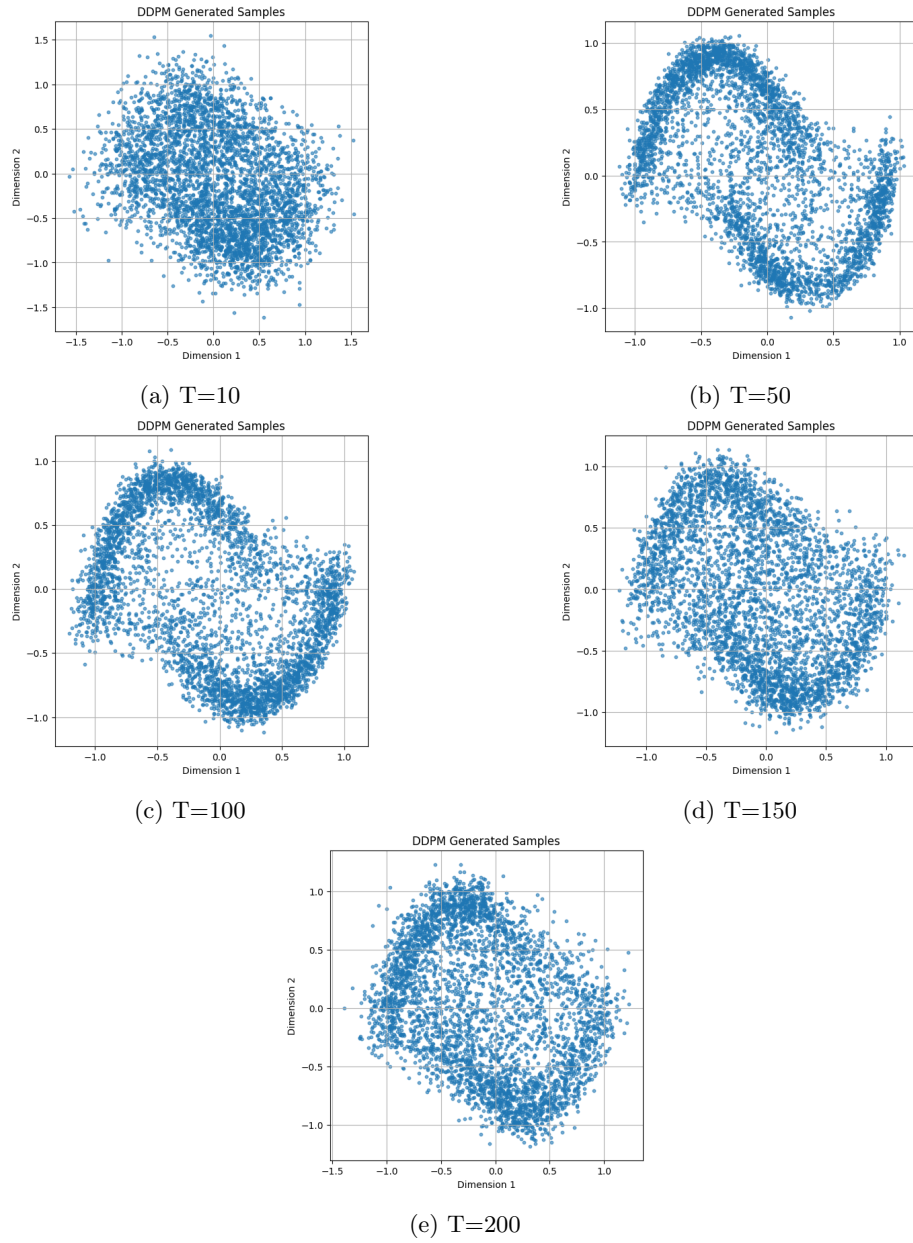 DDPM Generated Samples
1.5
1.0
0.5
0.0
−0.5
−1.0
−1.5
Dimension 2
−1.5 −1.0 −0.5 0.0 0.5 1.0 1.5
Dimension 1
(a) T=10
DDPM Generated Samples
1.0
0.5
0.0
−0.5
−1.0
Dimension 2
−1.0 −0.5 0.0 0.5 1.0
Dimension 1
(b) T=50
DDPM Generated Samples
1.0
0.5
0.0
−0.5
−1.0
Dimension 2
−1.0 −0.5 0.0 0.5 1.0
Dimension 1
(c) T=100
DDPM Generated Samples
1.0
0.5
0.0
−0.5
−1.0
Dimension 2
−1.0 −0.5 0.0 0.5 1.0
Dimension 1
(d) T=150
DDPM Generated Samples
1.0
0.5
0.0
−0.5
−1.0
Dimension 2
−1.5 −1.0 −0.5 0.0 0.5 1.0
Dimension 1
(e) T=200